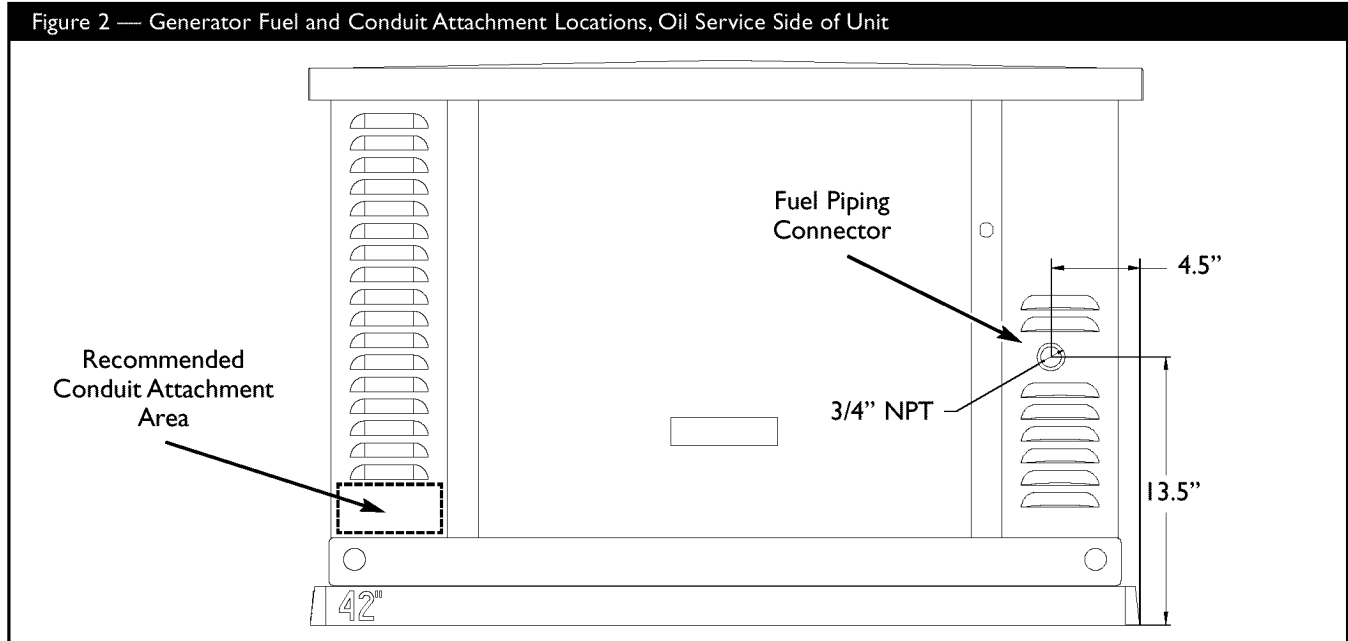 Figure 2 — Generator Fuel and Conduit Attachment Locations, Oil Service Side of Unit
Fuel Piping
Connector
4.5”
Recommended
Conduit Attachment
Area
3/4” NPT
13.5”
42"